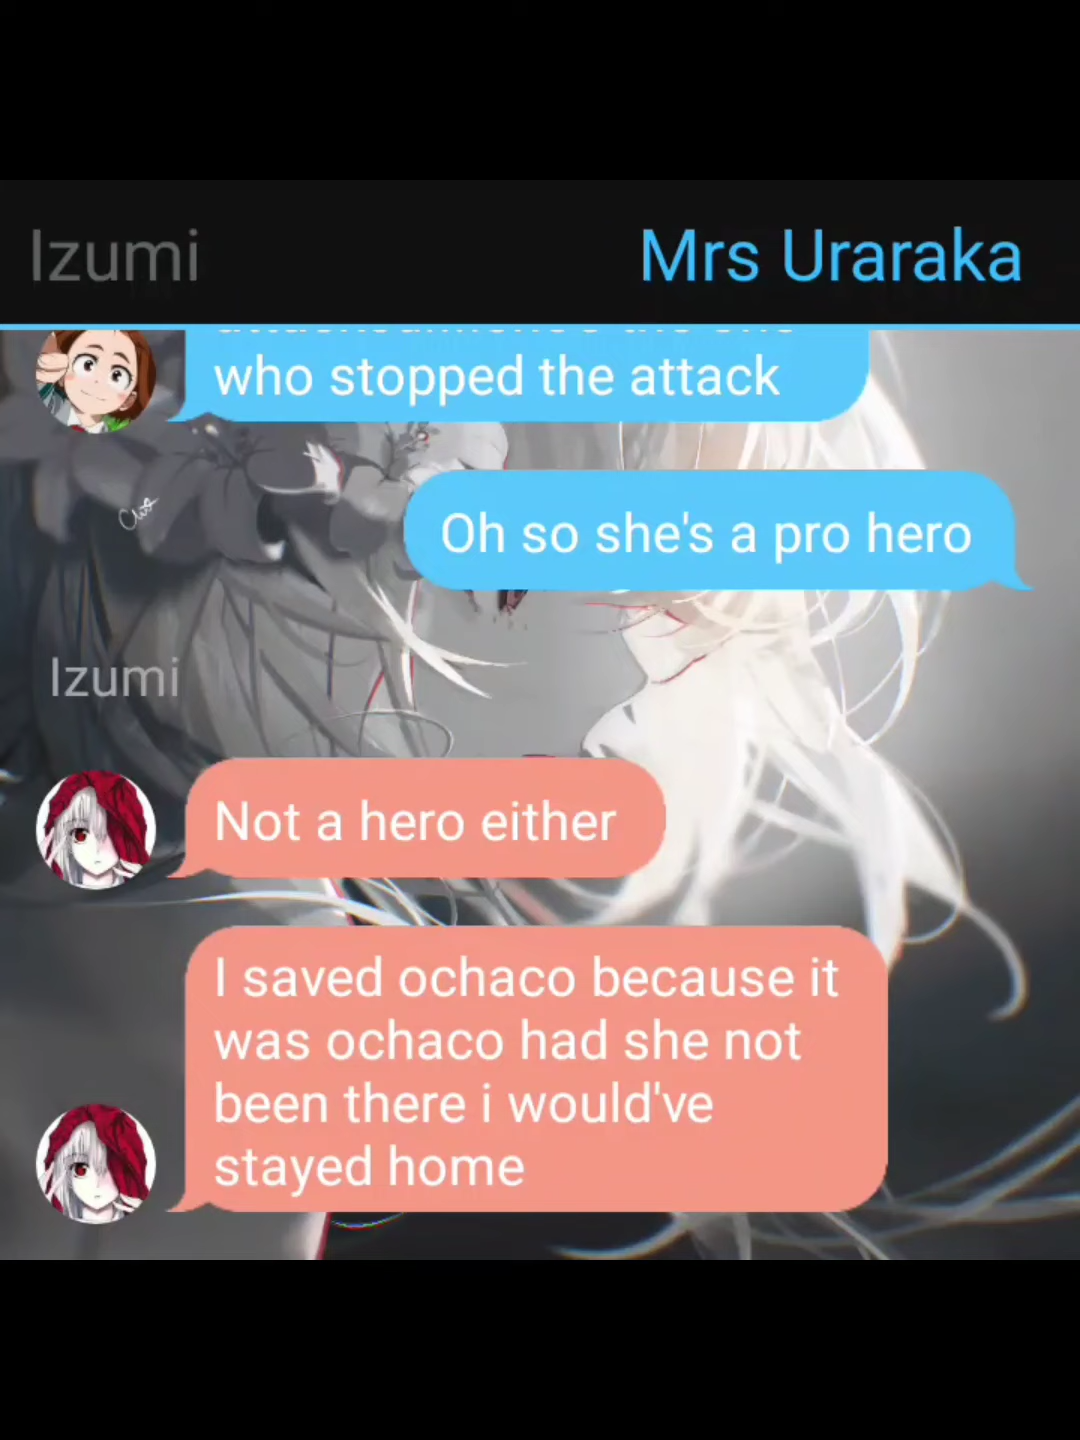 Izumi
Mrs Uraraka
who stopped the attack
Oh so she's a pro hero
Izumi
Not a hero either
I saved ochaco because it
was ochaco had she not
been there i would've
stayed home